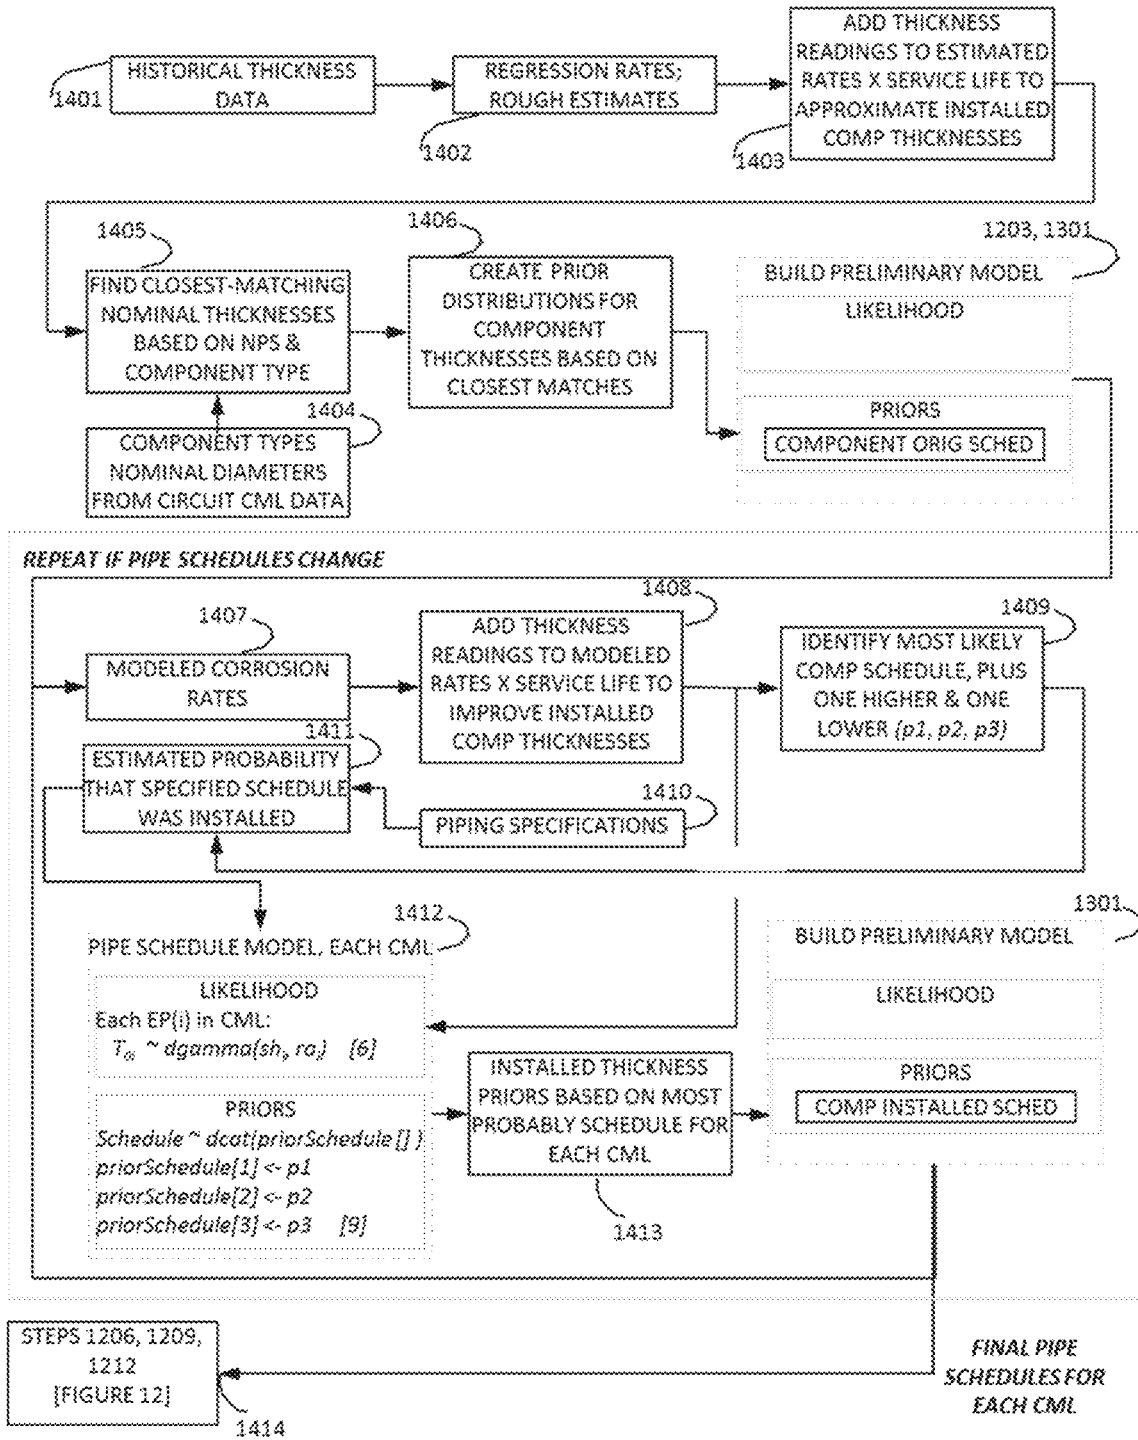 1401
HISTORICAL THICKNESS
DATA
REGRESSION RATES;
ROUGH ESTIMATES
1402
ADD THICKNESS
READINGS TO ESTIMATED
RATES X SERVICE LIFE TO
APPROXIMATE INSTALLED
COMP THICKNESSES
1403
1405
FIND CLOSEST-MATCHING
NOMINAL THICKNESSES
BASED ON NPS &
COMPONENT TYPE
1404
COMPONENT TYPES
NOMINAL DIAMETERS
FROM CIRCUIT CML DATA
1406
CREATE PRIOR
DISTRIBUTIONS FOR
COMPONENT
THICKNESSES BASED ON
CLOSEST MATCHES
1203, 1301
BUILD PRELIMINARY MODEL
LIKELIHOOD
PRIORS
COMPONENT ORIG SCHED
REPEAT IF PIPE SCHEDULES CHANGE
1407
MODELED CORROSION
RATES
1408
ADD THICKNESS
READINGS TO MODELED
RATES X SERVICE LIFE TO
IMPROVE INSTALLED
COMP THICKNESSES
1409
IDENTIFY MOST LIKELY
COMP SCHEDULE, PLUS
ONE HIGHER & ONE
LOWER (p1, p2, p3)
1411
ESTIMATED PROBABILITY
THAT SPECIFIED SCHEDULE
WAS INSTALLED
1410
PIPING SPECIFICATIONS
1412
PIPE SCHEDULE MODEL, EACH CML
LIKELIHOOD
Each EP(i) in CML:
T0i ~ dgamma(shi, rai) [6]
PRIORS
Schedule ~ dcat(priorSchedule[])
priorSchedule[1] <- p1
priorSchedule[2] <- p2
priorSchedule[3] <- p3 [9]
INSTALLED THICKNESS
PRIORS BASED ON MOST
PROBABLY SCHEDULE FOR
EACH CML
1413
1301
BUILD PRELIMINARY MODEL
LIKELIHOOD
PRIORS
COMP INSTALLED SCHED
STEPS 1206, 1209,
1212
[FIGURE 12]
1414
FINAL PIPE
SCHEDULES FOR
EACH CML